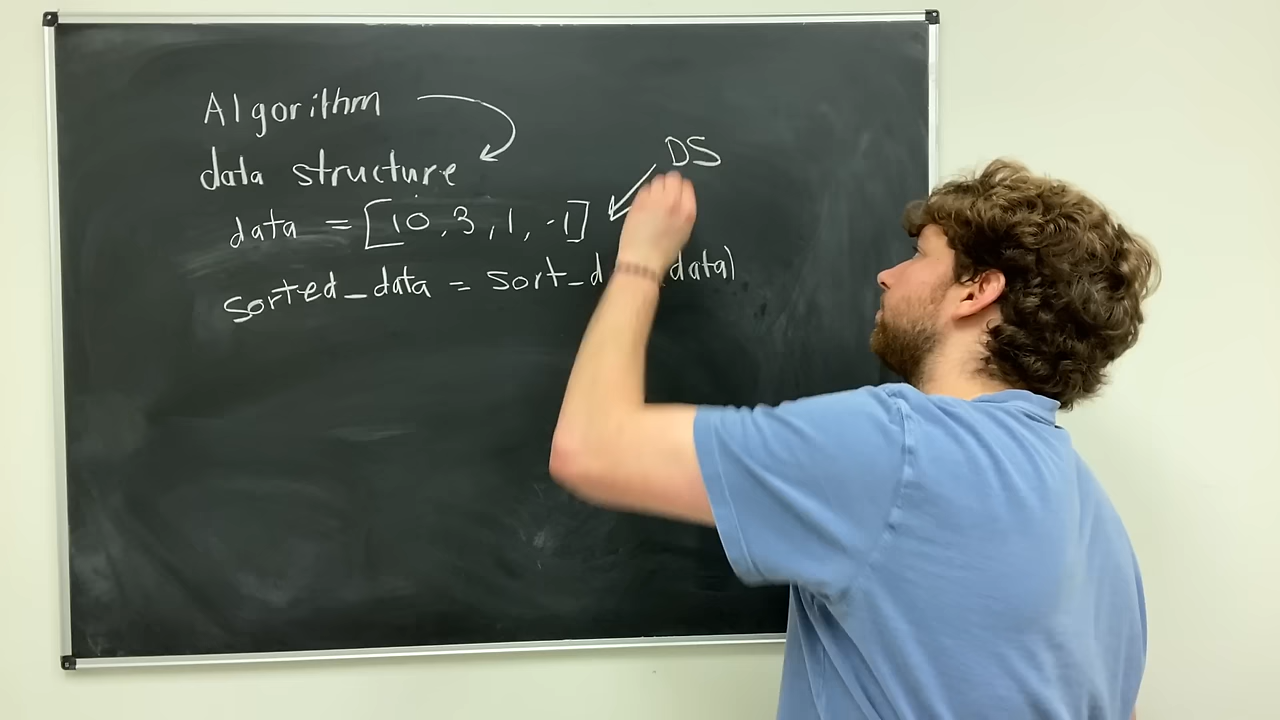 Algorithm
data structure
DS
data = [10, 3, 1, -1]
sorted_data = sort_d data)